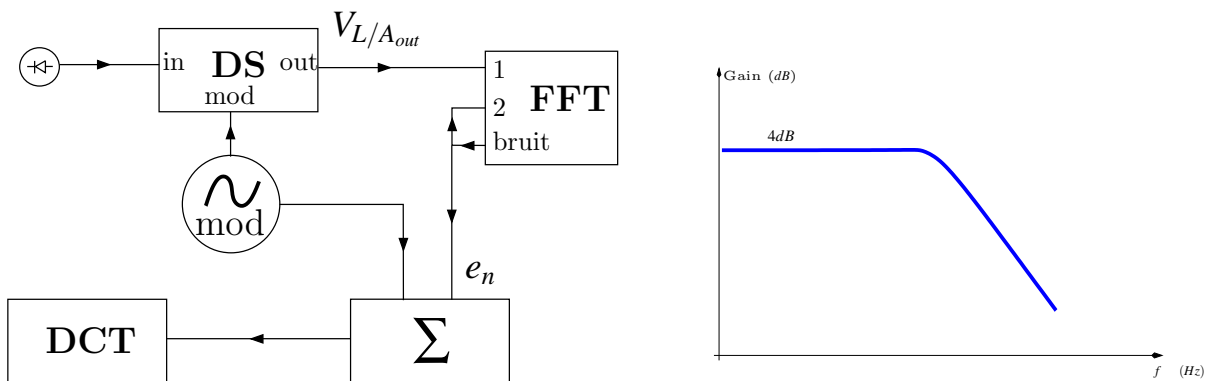 V_{L/A_{out}}
in DS out
mod
1
2 FFT
bruit
mod
e_n
DCT
Σ
Gain (dB)
4dB
f (Hz)